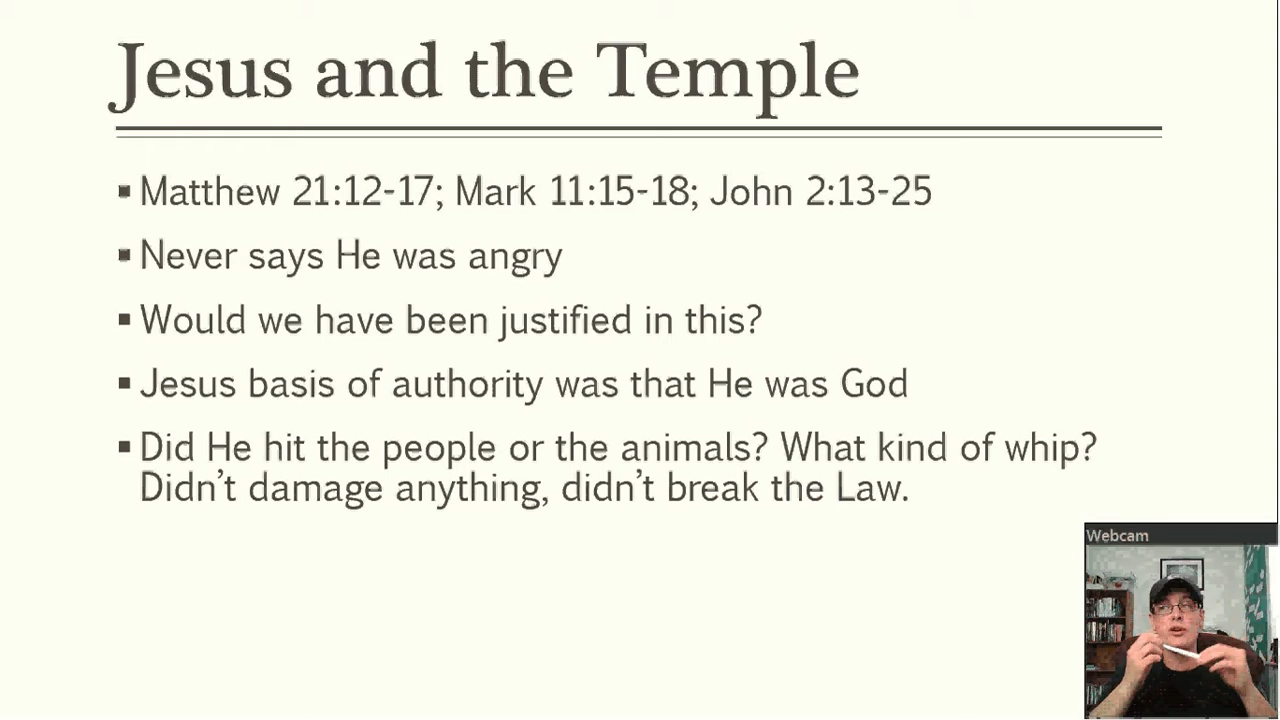 Jesus and the Temple
▪ Matthew 21:12-17; Mark 11:15-18; John 2:13-25
▪ Never says He was angry
▪ Would we have been justified in this?
▪ Jesus basis of authority was that He was God
▪ Did He hit the people or the animals? What kind of whip?
Didn’t damage anything, didn’t break the Law.
Webcam